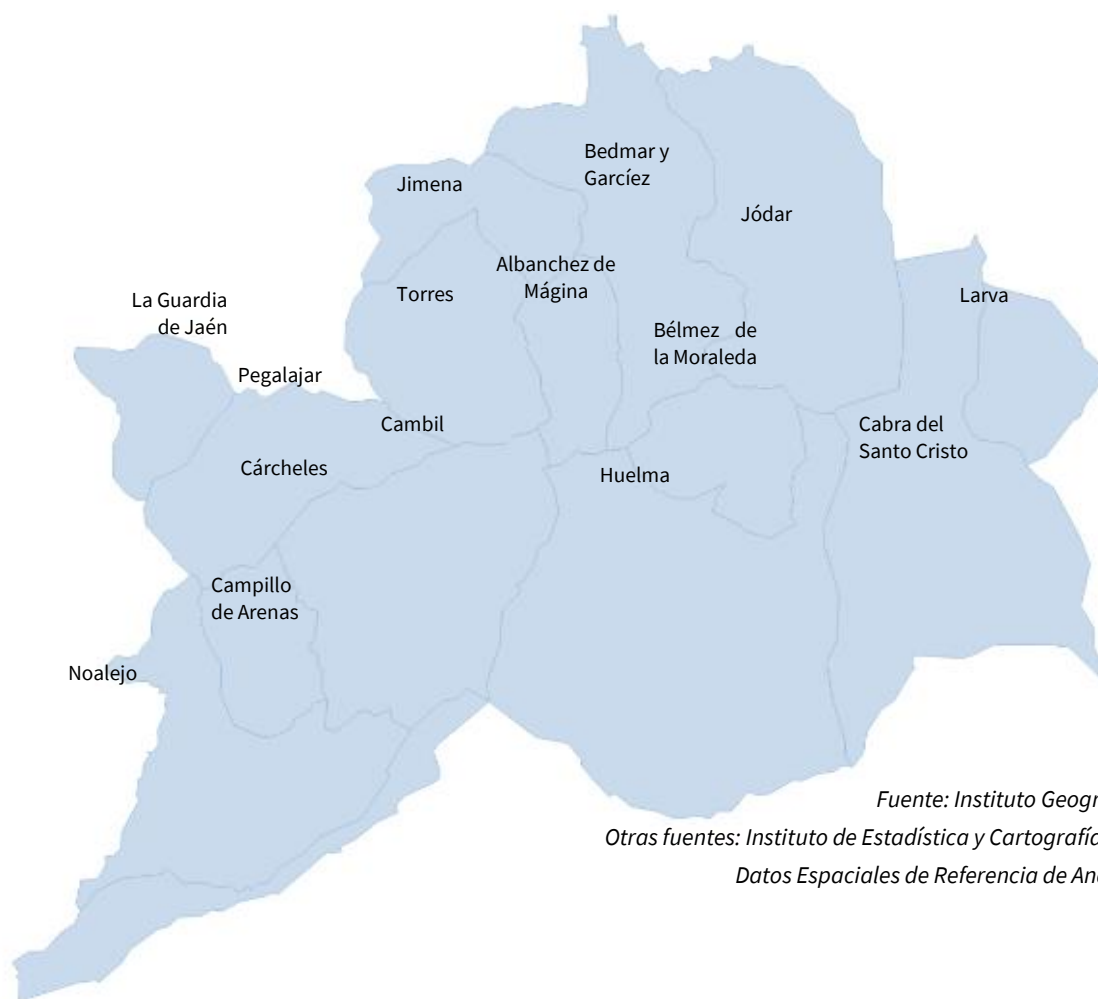 Bedmar y
Garcíez
Jimena
Jódar
Albanchez de
Mágina
Torres
Larva
La Guardia
de Jaén
Bélmez de
la Moraleda
Pegalajar
Cambil
Cabra del
Santo Cristo
Cárcheles
Huelma
Campillo
de Arenas
Noalejo
Fuente: Instituto Geogr
Otras fuentes: Instituto de Estadística y Cartografía
Datos Espaciales de Referencia de An